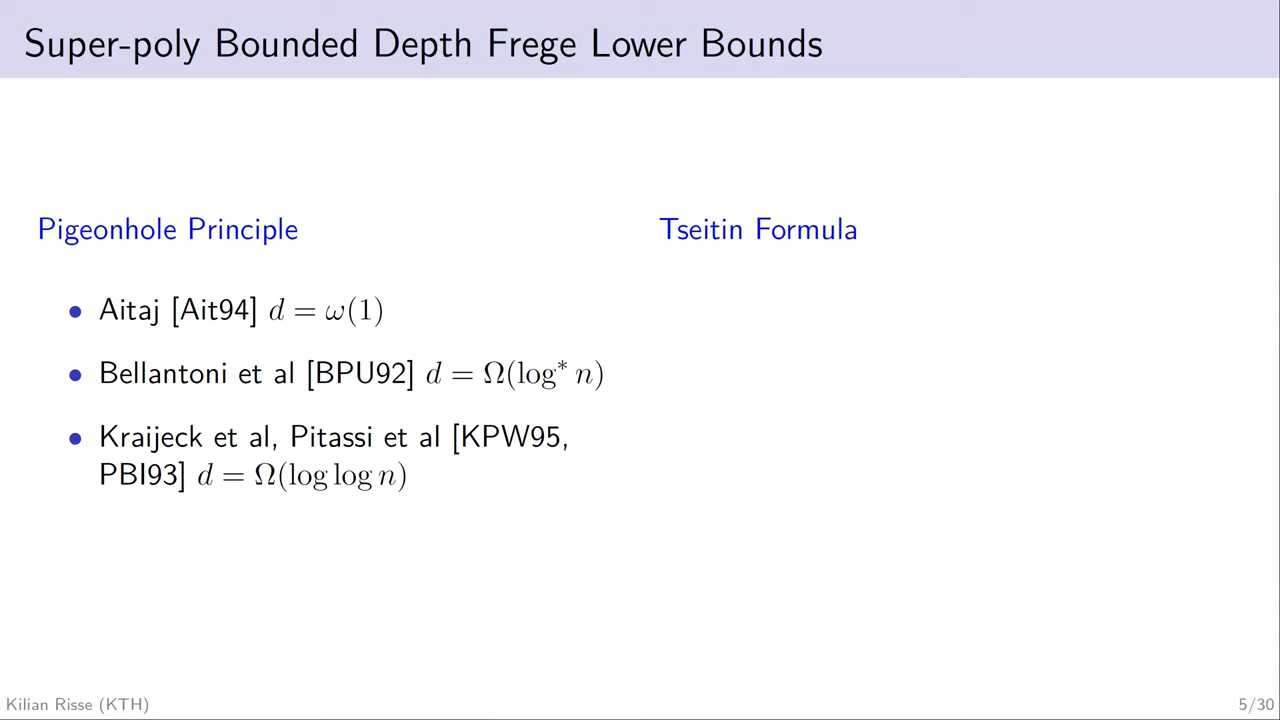 Super-poly Bounded Depth Frege Lower Bounds
Pigeonhole Principle
• Aitaj [Ait94] d = ω(1)
• Bellantoni et al [BPU92] d = Ω(log* n)
• Kraijeck et al, Pitassi et al [KPW95,
PBI93] d = Ω(log log n)
Tseitin Formula
Kilian Risse (KTH)
5/30